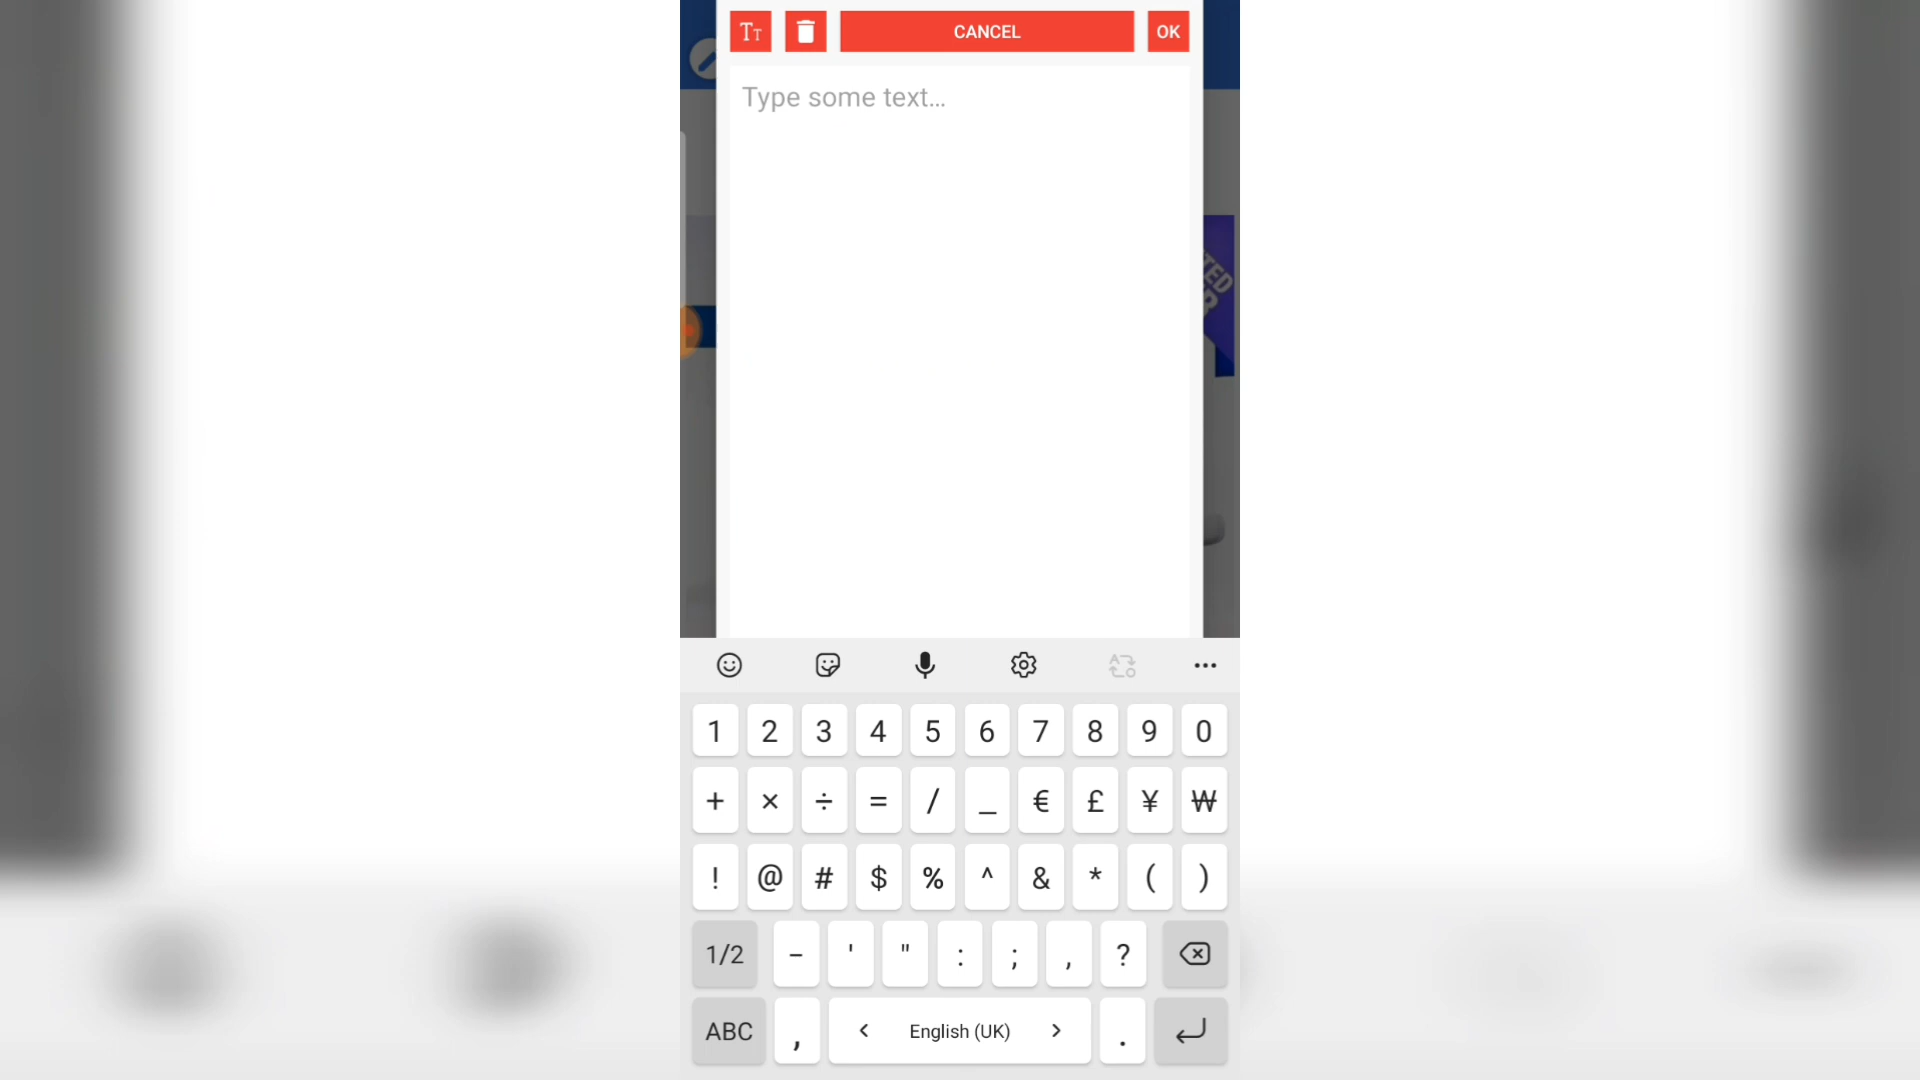 TT
CANCEL
OK
Type some text...
TED
R
1 2 3 4 5 6 7 8 9 0
+ × ÷ = / _ € £ ¥ ₩
! @ # $ % ^ & * ( )
1/2 - ' " : ; , ?
ABC , < English (UK) > .